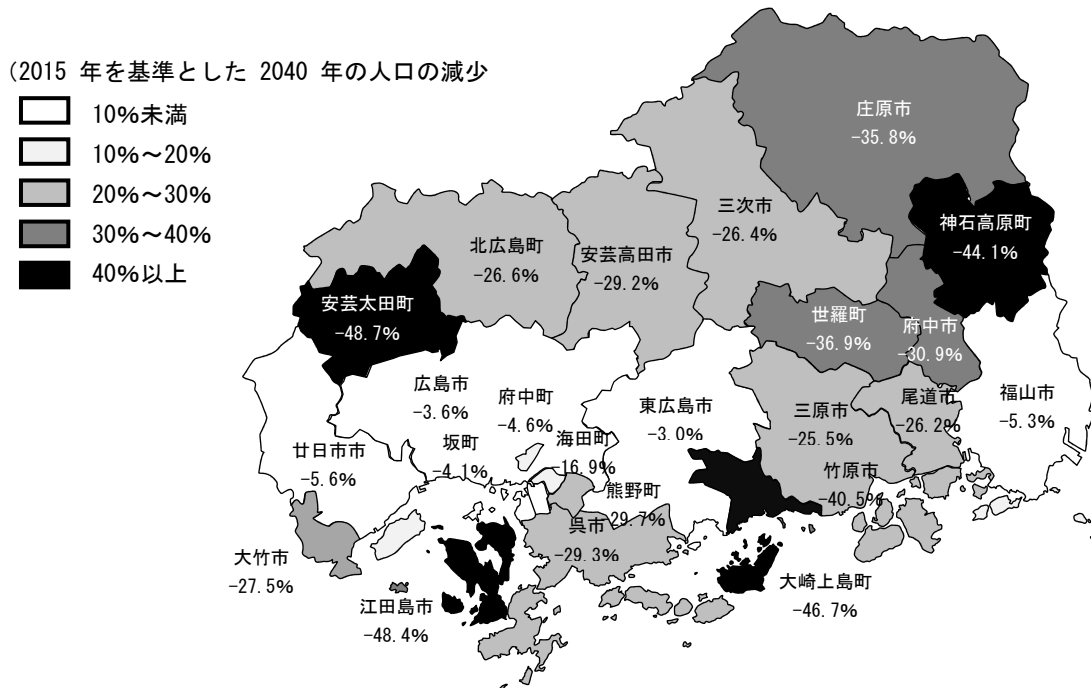 (2015 年を基準とした 2040 年の人口の減少
10%未満
10%～20%
20%～30%
30%～40%
40%以上
庄原市
-35.8%
神石高原町
-44.1%
三次市
-26.4%
北広島町
-26.6%
安芸高田市
-29.2%
安芸太田町
-48.7%
世羅町
-36.9%
府中市
-30.9%
広島市
-3.6%
府中町
-4.6%
東広島市
-3.0%
三原市
-25.5%
尾道市
-26.2%
福山市
-5.3%
坂町
-4.1%
海田町
-16.9%
廿日市市
-5.6%
竹原市
-40.5%
熊野町
-29.7%
呉市
-29.3%
大竹市
-27.5%
江田島市
-48.4%
大崎上島町
-46.7%